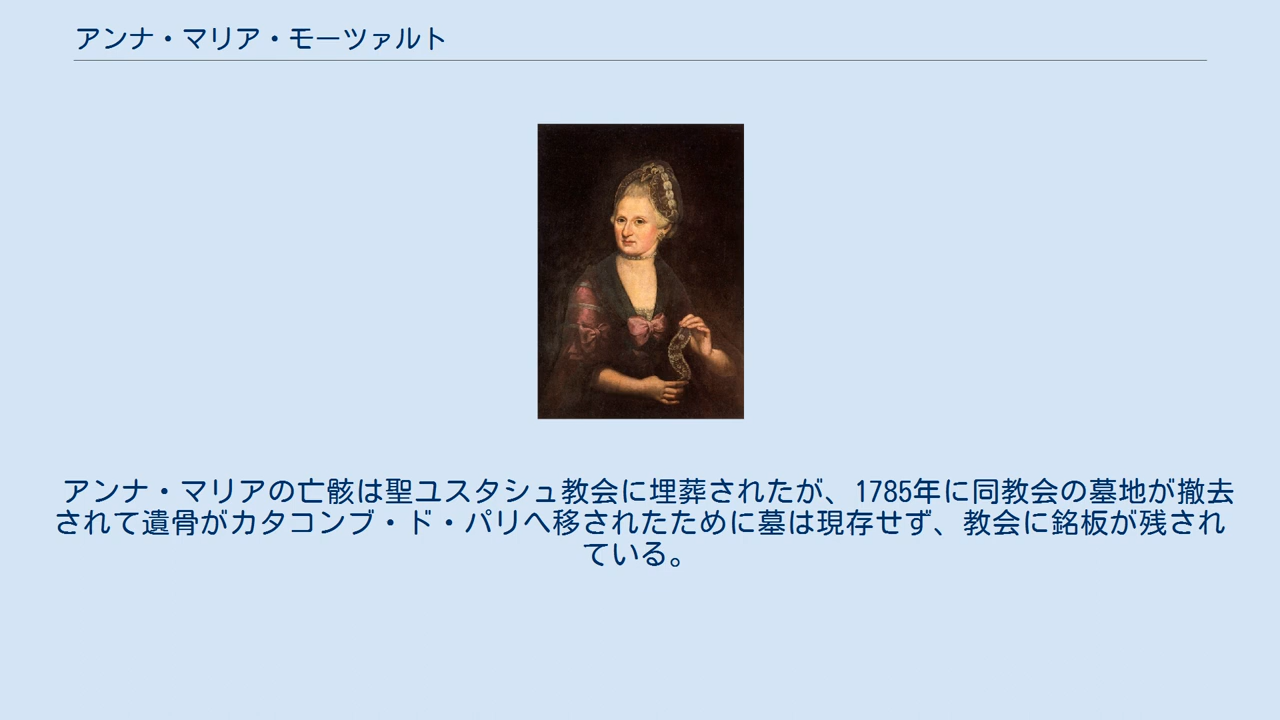 アンナ・マリア・モーツァルト
アンナ・マリアの亡骸は聖ユスタシュ教会に埋葬されたが、1785年に同教会の墓地が撤去
されて遺骨がカタコンブ・ド・パリへ移されたために墓は現存せず、教会に銘板が残され
ている。